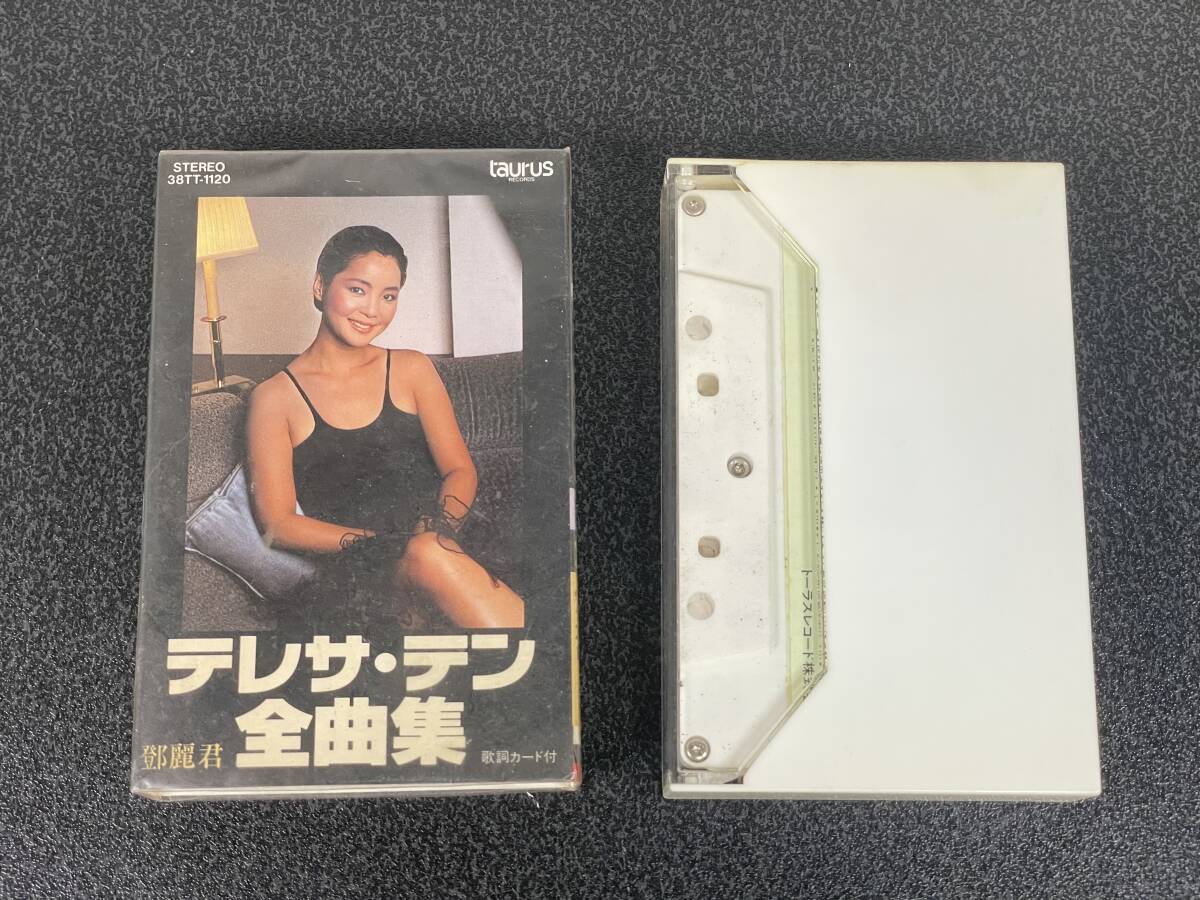 STEREO
38TT-1120
taurus
RECORDS
テレサ・テン
全曲集
鄧麗君
歌詞カード付
トーラスレコード株式